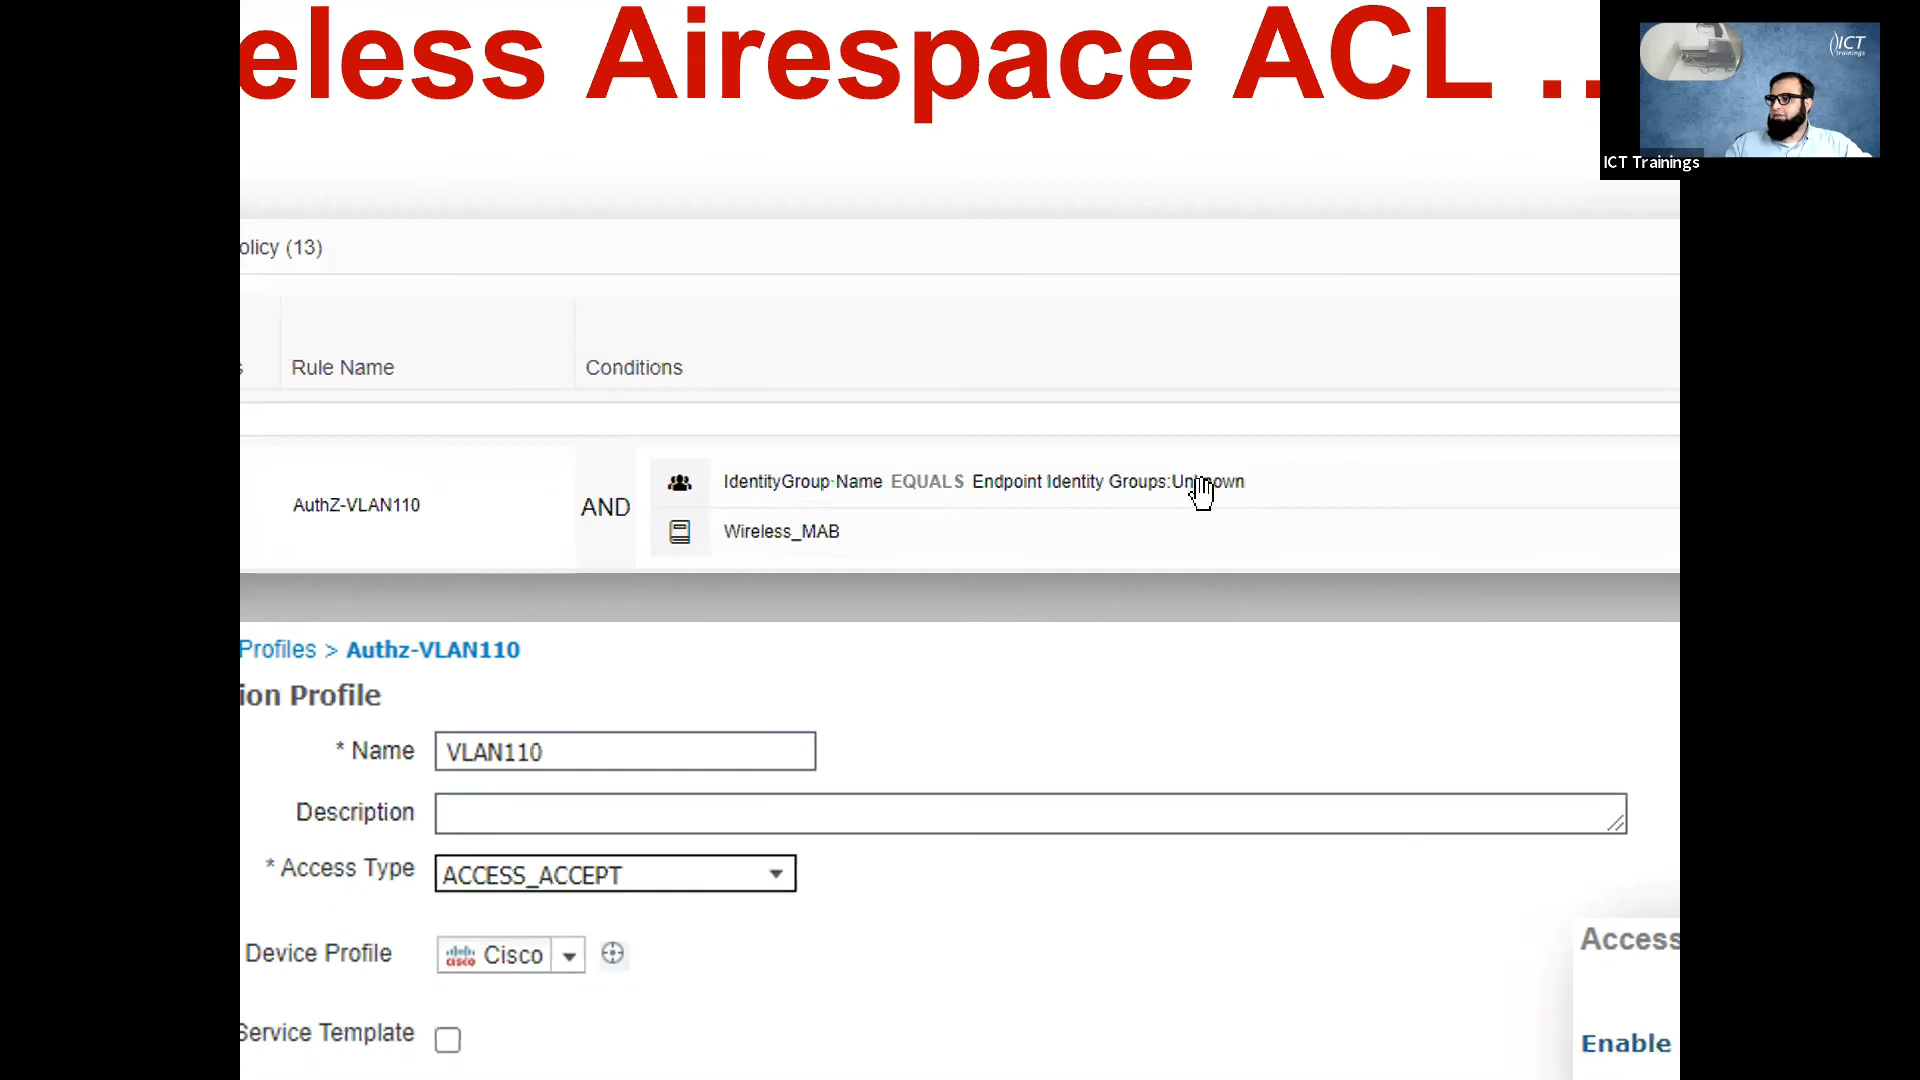 eless Airespace ACL ..
ICT
trainings
ICT Trainings
olicy (13)
s
Rule Name
Conditions
AuthZ-VLAN110
AND
IdentityGroup·Name EQUALS Endpoint Identity Groups:Unknown
Wireless_MAB
Profiles > Authz-VLAN110
ion Profile
* Name
VLAN110
Description
* Access Type
ACCESS_ACCEPT
Device Profile
cisco Cisco
Service Template
Access
Enable